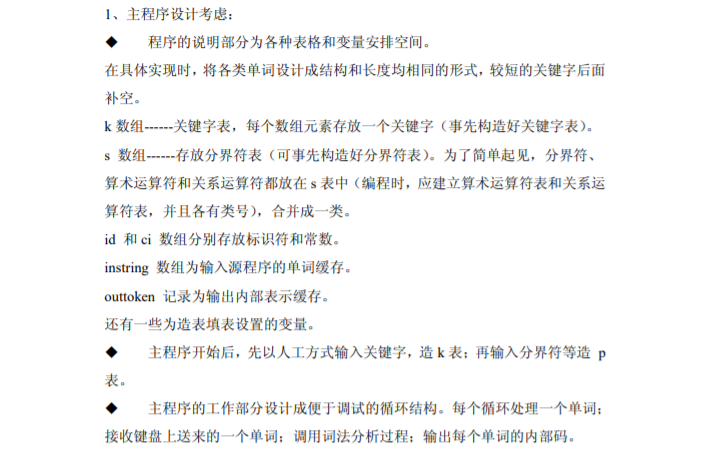 1、主程序设计考虑：
◆ 程序的说明部分为各种表格和变量安排空间。
在具体实现时，将各类单词设计成结构和长度均相同的形式，较短的关键字后面
补空。
k 数组------关键字表，每个数组元素存放一个关键字（事先构造好关键字表）。
s 数组------存放分界符表（可事先构造好分界符表）。为了简单起见，分界符、
算术运算符和关系运算符都放在 s 表中（编程时，应建立算术运算符表和关系运
算符表，并且各有类号），合并成一类。
id 和 ci 数组分别存放标识符和常数。
instring 数组为输入源程序的单词缓存。
outtoken 记录为输出内部表示缓存。
还有一些为造表填表设置的变量。
◆ 主程序开始后，先以人工方式输入关键字，造 k 表；再输入分界符等造 p
表。
◆ 主程序的工作部分设计成便于调试的循环结构。每个循环处理一个单词；
接收键盘上送来的一个单词；调用词法分析过程；输出每个单词的内部码。